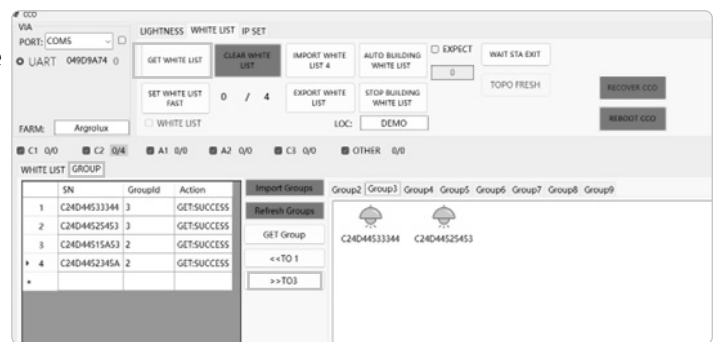 CCO
VIA
PORT: COM5
UART 049D9A74 0
FARM: Argrolux
LIGHTNESS WHITE LIST IP SET
GET WHITE LIST
CLEAR WHITE LIST
IMPORT WHITE LIST 4
AUTO BUILDING WHITE LIST
EXPECT
0
WAIT STA EXIT
SET WHITE LIST FAST
0 / 4
EXPORT WHITE LIST
STOP BUILDING WHITE LIST
TOPO FRESH
RECOVER CCO
WHITE LIST
LOC: DEMO
REBOOT CCO
C1 0/0 C2 0/4 A1 0/0 A2 0/0 C3 0/0 OTHER 0/0
WHITE LIST GROUP
SN GroupId Action
1 C24D44533344 3 GET:SUCCESS
2 C24D44525453 3 GET:SUCCESS
3 C24D44515A53 2 GET:SUCCESS
4 C24D4452345A 2 GET:SUCCESS
*
Import Groups
Refresh Groups
GET Group
<<TO 1
>>TO3
Group2 Group3 Group4 Group5 Group6 Group7 Group8 Group9
C24D44533344 C24D44525453